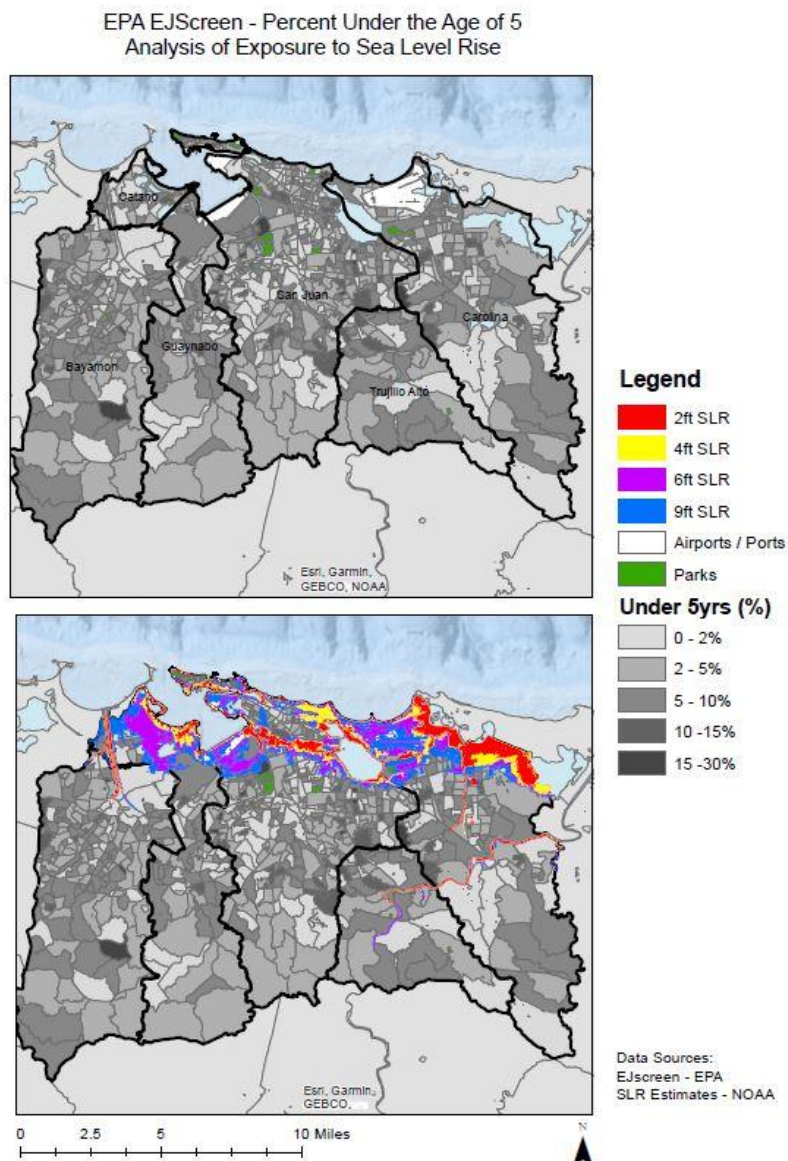 EPA EJScreen - Percent Under the Age of 5
Analysis of Exposure to Sea Level Rise
Catano
San Juan
Carolina
Guaynabo
Bayamon
Trujillo Alto
Esri, Garmin,
GEBCO, NOAA
Legend
2ft SLR
4ft SLR
6ft SLR
9ft SLR
Airports / Ports
Parks
Under 5yrs (%)
0 - 2%
2 - 5%
5 - 10%
10 -15%
15 -30%
Esri, Garmin,
GEBCO,
Data Sources:
EJscreen - EPA
SLR Estimates - NOAA
0 2.5 5 10 Miles
N